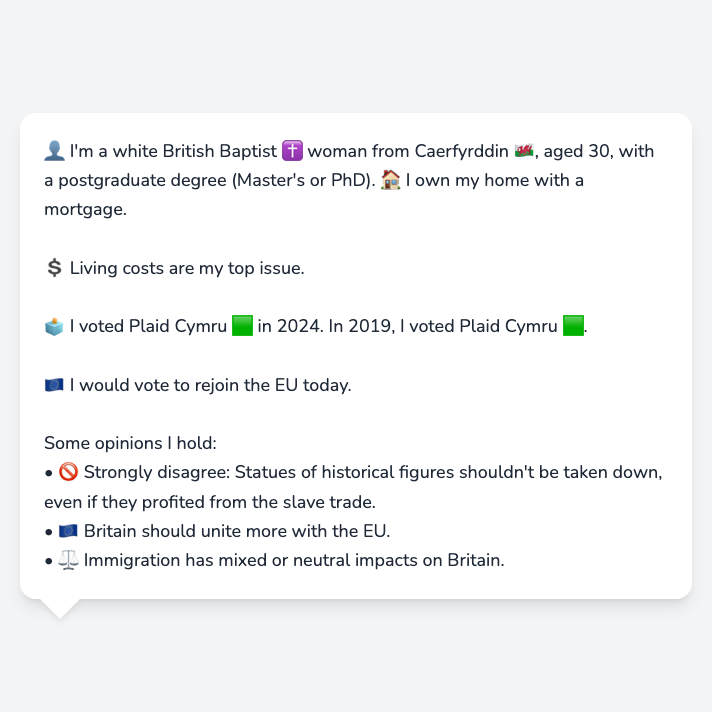 👤 I'm a white British Baptist ✝️ woman from Caerfyrddin 🏴󠁧󠁢󠁷󠁬󠁳󠁿, aged 30, with
a postgraduate degree (Master's or PhD). 🏠 I own my home with a
mortgage.
💲 Living costs are my top issue.
🗳️ I voted Plaid Cymru 🟩 in 2024. In 2019, I voted Plaid Cymru 🟩.
🇪🇺 I would vote to rejoin the EU today.
Some opinions I hold:
• 🚫 Strongly disagree: Statues of historical figures shouldn't be taken down,
even if they profited from the slave trade.
• 🇪🇺 Britain should unite more with the EU.
• ⚖️ Immigration has mixed or neutral impacts on Britain.